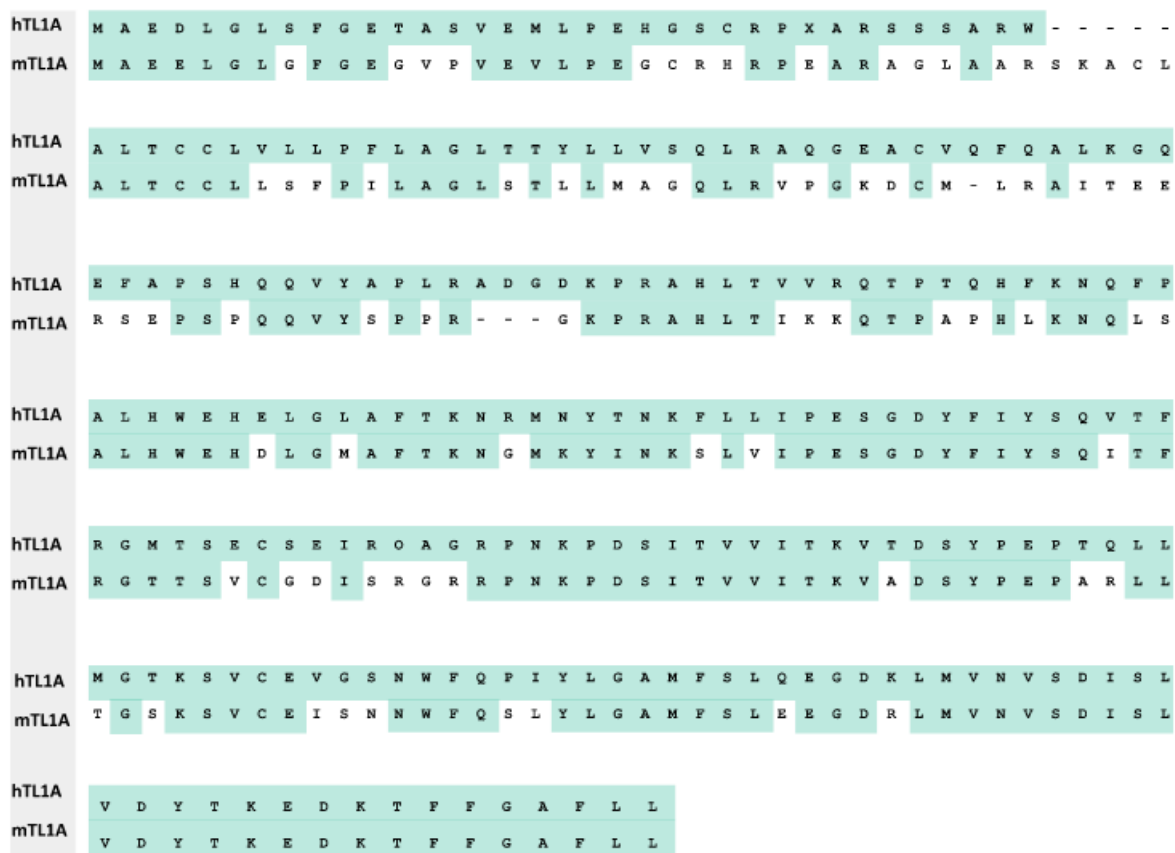 hTL1A M A E D L G L S F G E T A S V E M L P E H G S C R P X A R S S S A R W - - - - -
mTL1A M A E E L G L G F G E G V P V E V L P E G C R H R P E A R A G L A A R S K A C L
hTL1A A L T C C L V L L P F L A G L T T Y L L V S Q L R A Q G E A C V Q F Q A L K G Q
mTL1A A L T C C L L S F P I L A G L S T L L M A G Q L R V P G K D C M - L R A I T E E
hTL1A E F A P S H Q Q V Y A P L R A D G D K P R A H L T V V R Q T P T Q H F K N Q F P
mTL1A R S E P S P Q Q V Y S P P R - - - G K P R A H L T I K K Q T P A P H L K N Q L S
hTL1A A L H W E H E L G L A F T K N R M N Y T N K F L L I P E S G D Y F I Y S Q V T F
mTL1A A L H W E H D L G M A F T K N G M K Y I N K S L V I P E S G D Y F I Y S Q I T F
hTL1A R G M T S E C S E I R O A G R P N K P D S I T V V I T K V T D S Y P E P T Q L L
mTL1A R G T T S V C G D I S R G R R P N K P D S I T V V I T K V A D S Y P E P A R L L
hTL1A M G T K S V C E V G S N W F Q P I Y L G A M F S L Q E G D K L M V N V S D I S L
mTL1A T G S K S V C E I S N N W F Q S L Y L G A M F S L E E G D R L M V N V S D I S L
hTL1A V D Y T K E D K T F F G A F L L
mTL1A V D Y T K E D K T F F G A F L L